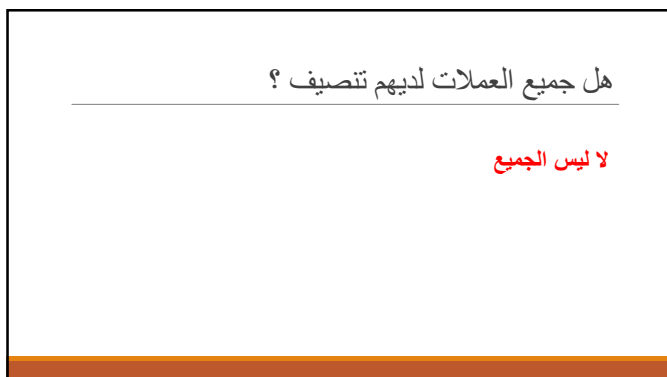 هل جميع العملات لديهم تنصيف ؟
لا ليس الجميع